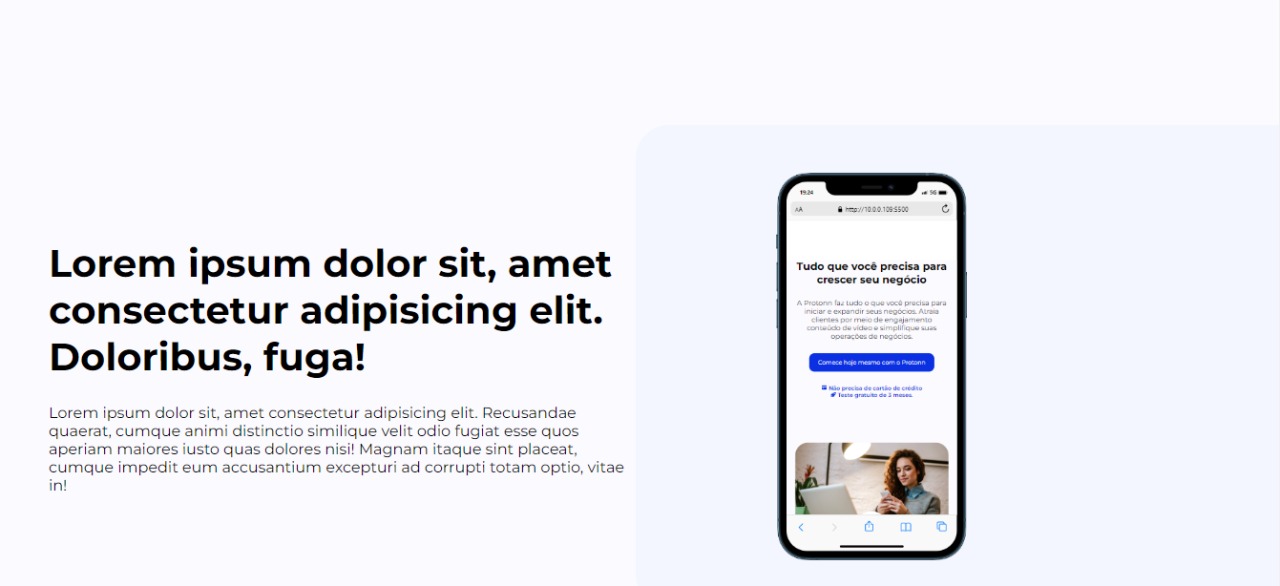 Lorem ipsum dolor sit, amet
consectetur adipisicing elit.
Doloribus, fuga!
Lorem ipsum dolor sit, amet consectetur adipisicing elit. Recusandae
quaerat, cumque animi distinctio similique velit odio fugiat esse quos
aperiam maiores iusto quas dolores nisi! Magnam itaque sint placeat,
cumque impedit eum accusantium excepturi ad corrupti totam optio, vitae
in!
19:24
5G
AA
http://10.0.0.109:5500
Tudo que você precisa para
crescer seu negócio
A Protonn faz tudo o que você precisa para
iniciar e expandir seus negócios. Atraia
clientes por meio de engajamento
conteúdo de vídeo e simplifique suas
operações de negócios.
Comece hoje mesmo com o Protonn
Não precisa de cartão de crédito
Teste gratuito de 3 meses.